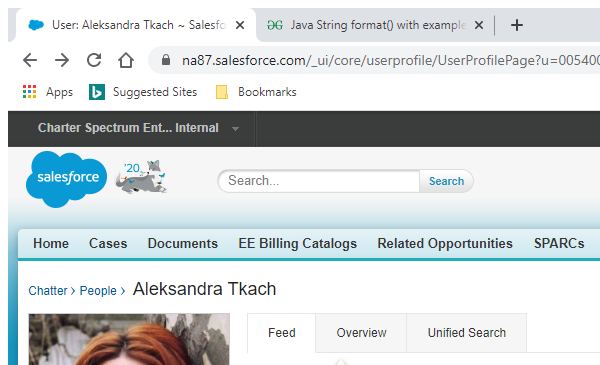 User: Aleksandra Tkach ~ Salesfo
Java String format() with example
na87.salesforce.com/_ui/core/userprofile/UserProfilePage?u=005400
Apps Suggested Sites Bookmarks
Charter Spectrum Ent... Internal
salesforce
'20
Search... Search
Home Cases Documents EE Billing Catalogs Related Opportunities SPARCs
Chatter › People › Aleksandra Tkach
Feed Overview Unified Search